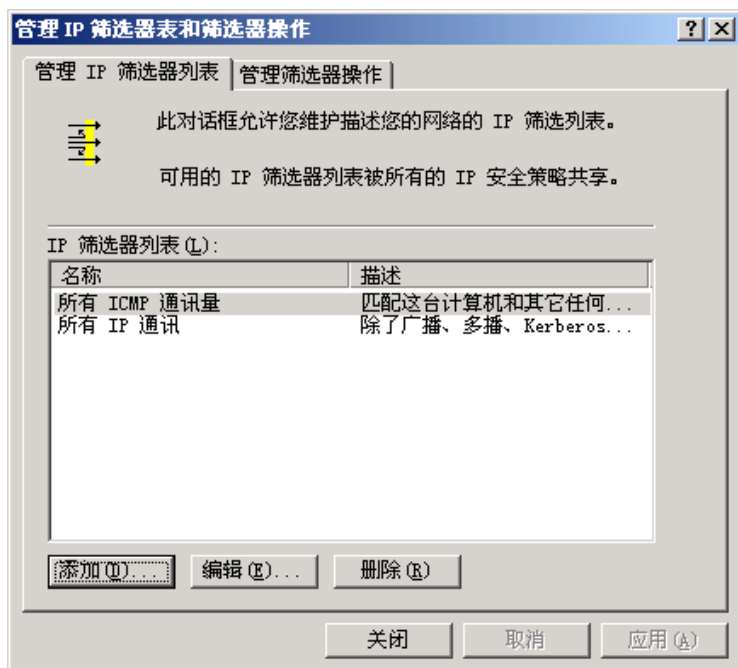 管理 IP 筛选器表和筛选器操作
管理 IP 筛选器列表 管理筛选器操作
此对话框允许您维护描述您的网络的 IP 筛选列表。
可用的 IP 筛选器列表被所有的 IP 安全策略共享。
IP 筛选器列表(L):
名称 描述
所有 ICMP 通讯量 匹配这台计算机和其它任何...
所有 IP 通讯 除了广播、多播、Kerberos...
添加(D)... 编辑(E)... 删除(R)
关闭 取消 应用(A)